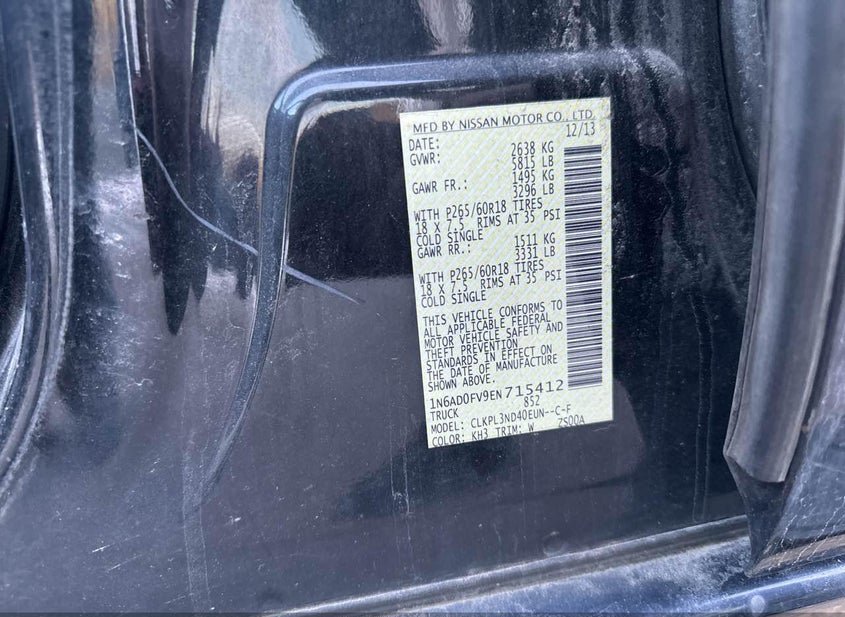 MFD BY NISSAN MOTOR CO., LTD.
DATE: 12/13
GVWR: 2638 KG
5815 LB
GAWR FR.: 1495 KG
3296 LB
WITH P265/60R18 TIRES
18 X 7.5 RIMS AT 35 PSI
COLD SINGLE
GAWR RR.: 1511 KG
3331 LB
WITH P265/60R18 TIRES
18 X 7.5 RIMS AT 35 PSI
COLD SINGLE
THIS VEHICLE CONFORMS TO
ALL APPLICABLE FEDERAL
MOTOR VEHICLE SAFETY AND
THEFT PREVENTION
STANDARDS IN EFFECT ON
THE DATE OF MANUFACTURE
1N6AD0FV9EN715412
TRUCK 852
MODEL: CLKPL3ND40EUN--C-F
COLOR: KH3 TRIM: W ZS00A